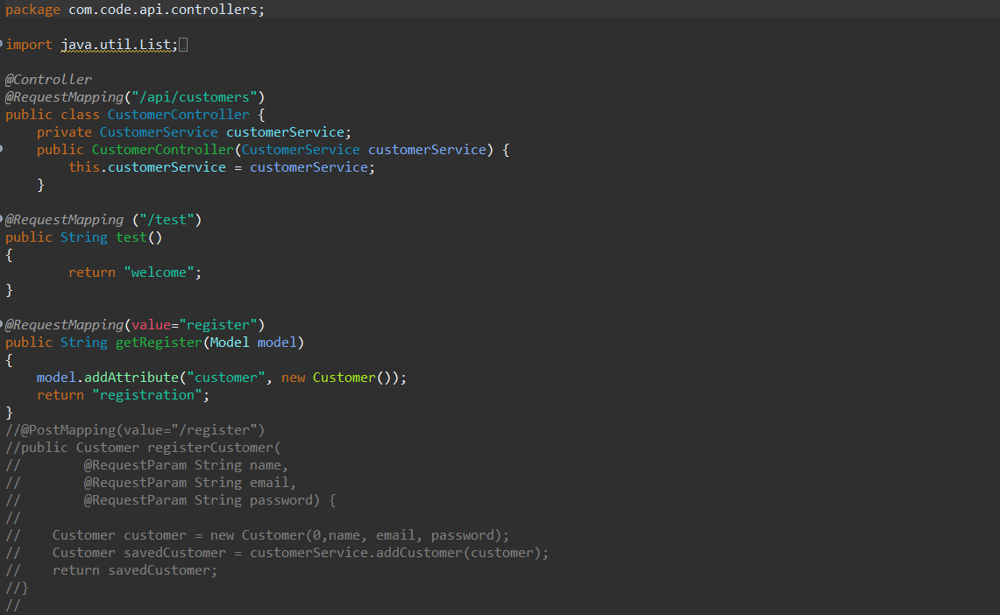 package com.code.api.controllers;
import java.util.List;
@Controller
@RequestMapping("/api/customers")
public class CustomerController {
    private CustomerService customerService;
    public CustomerController(CustomerService customerService) {
        this.customerService = customerService;
    }
@RequestMapping ("/test")
public String test()
{
        return "welcome";
}
@RequestMapping(value="register")
public String getRegister(Model model)
{
    model.addAttribute("customer", new Customer());
    return "registration";
}
//@PostMapping(value="/register")
//public Customer registerCustomer(
//        @RequestParam String name,
//        @RequestParam String email,
//        @RequestParam String password) {
//
//    Customer customer = new Customer(0,name, email, password);
//    Customer savedCustomer = customerService.addCustomer(customer);
//    return savedCustomer;
//}
//